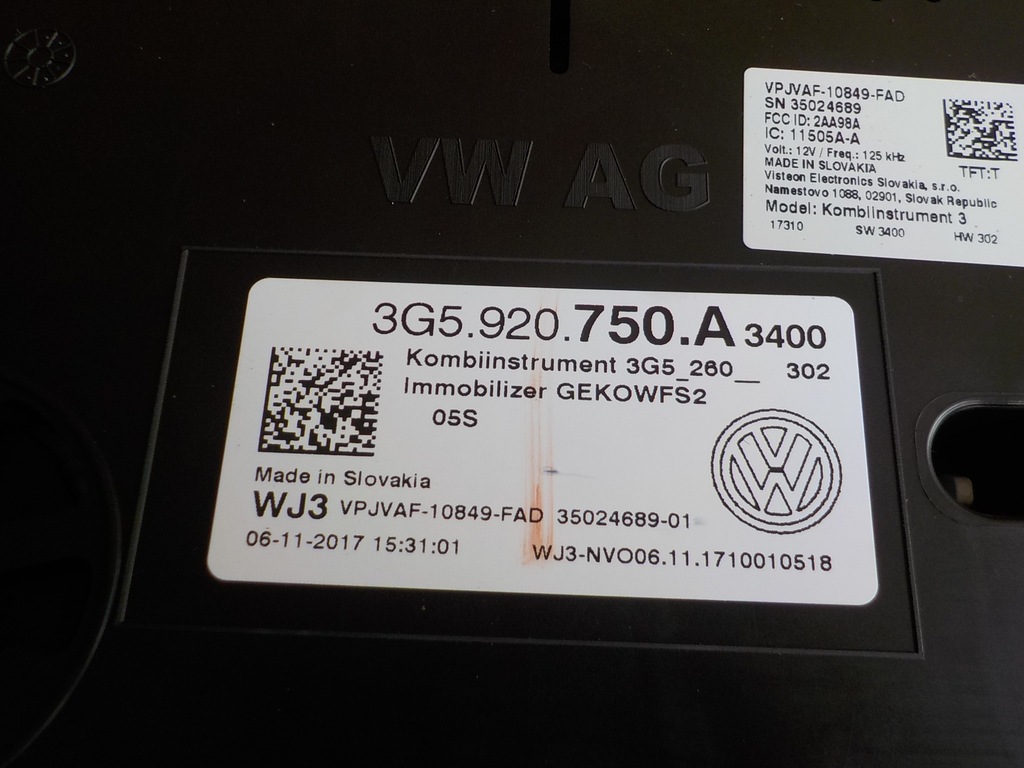 VW AG
VPJVAF-10849-FAD
SN 35024689
FCC ID: 2AA98A
IC: 11505A-A
Volt.: 12V / Freq.: 125 kHz
MADE IN SLOVAKIA
TFT:T
Visteon Electronics Slovakia, s.r.o.
Namestovo 1088, 02901, Slovak Republic
Model: Kombiinstrument 3
17310 SW 3400 HW 302
3G5.920.750.A 3400
Kombiinstrument 3G5_260__ 302
Immobilizer GEKOWFS2
05S
Made in Slovakia
WJ3 VPJVAF-10849-FAD 35024689-01
06-11-2017 15:31:01 WJ3-NVO06.11.1710010518